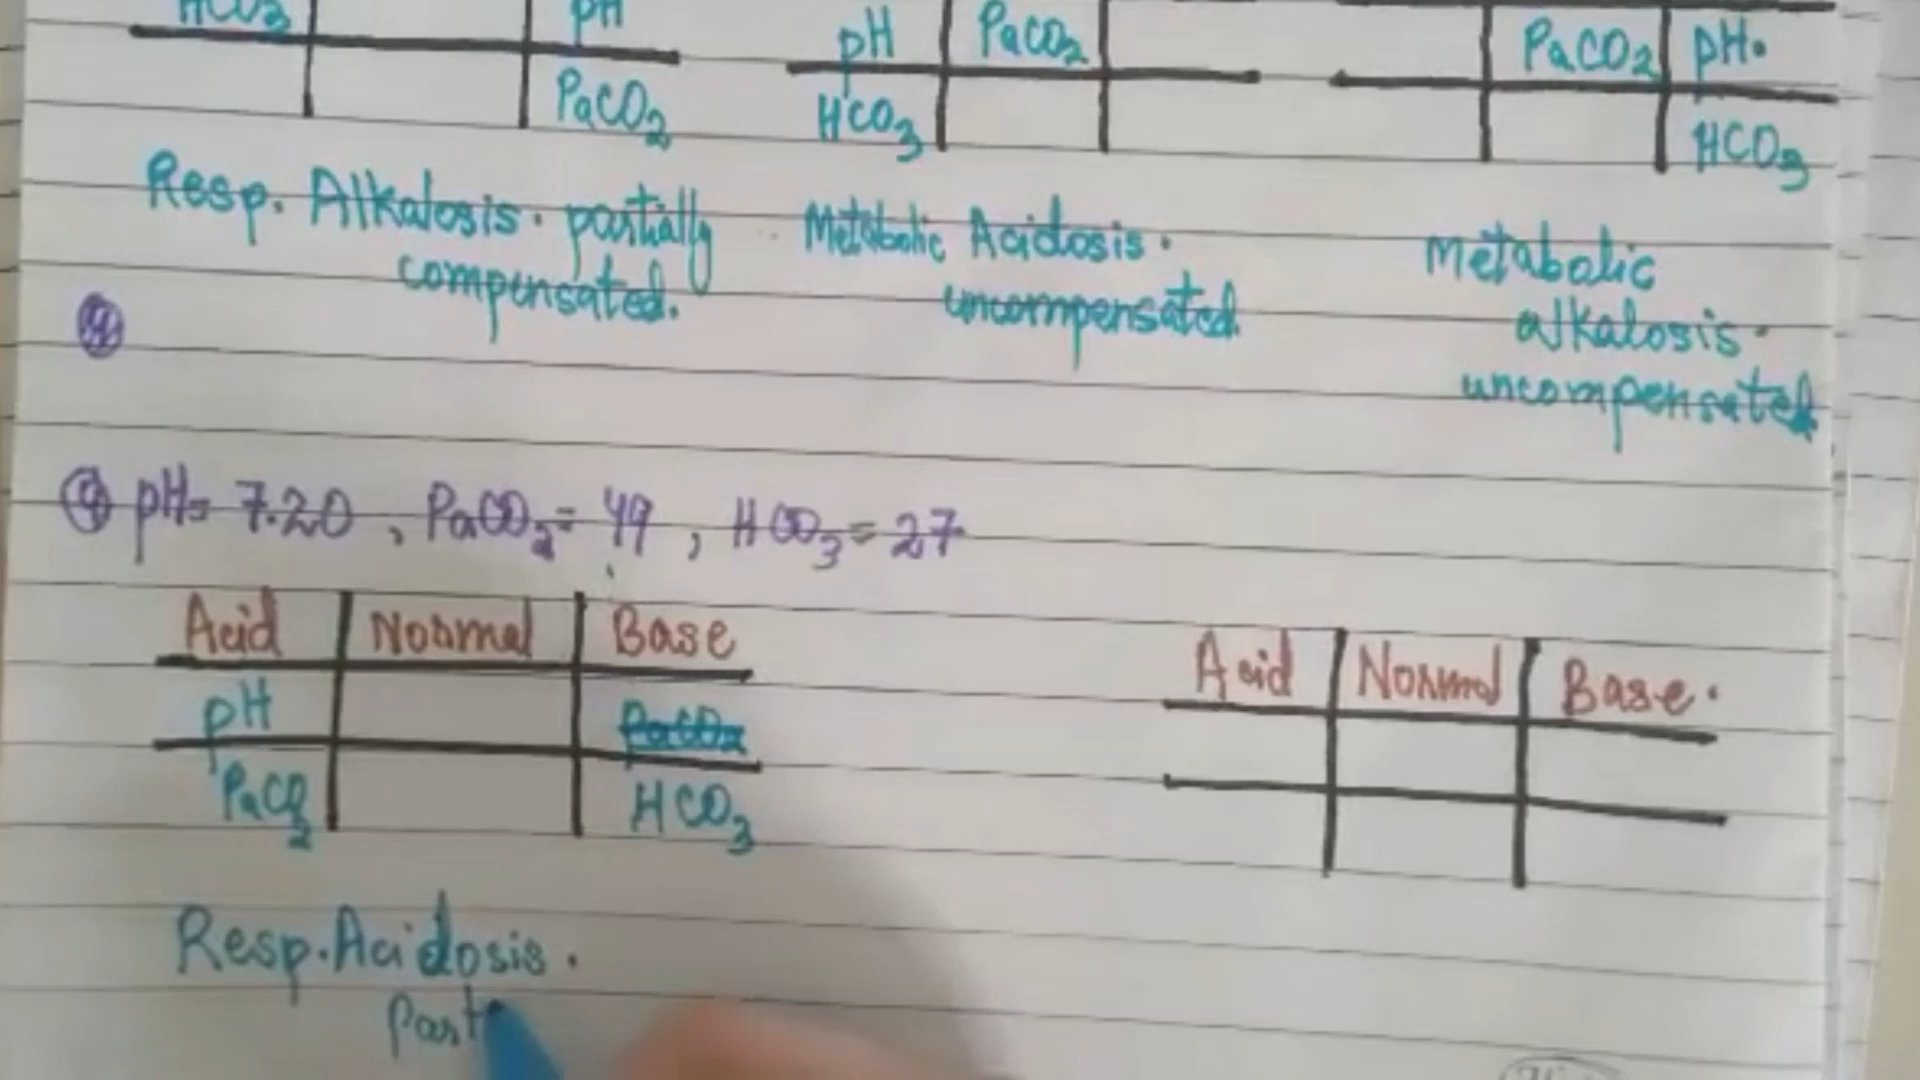 HCO3 pH
PaCO2
pH PaCO2
HCO3
PaCO2 pH.
HCO3
Resp. Alkalosis. partially
compensated.
Metabolic Acidosis.
uncompensated.
Metabolic
alkalosis.
uncompensated.
④ pH= 7.20, PaCO2= 49, HCO3=27
Acid Normal Base
pH PaCO2
PaCO2 HCO3
Acid Normal Base.
Resp. Acidosis.
Part